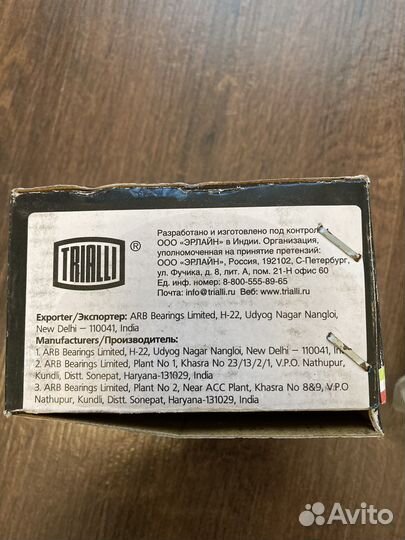 TRIALLI ®
Разработано и изготовлено под контрол
ООО «ЭРЛАЙН» в Индии. Организация,
уполномоченная на принятие претензий:
ООО «ЭРЛАЙН», Россия, 192102, С-Петербург,
ул. Фучика, д. 8, лит. А, пом. 21-Н офис 60
Ед. инф. номер: 8-800-555-89-65
Почта: info@trialli.ru Веб: www.trialli.ru
Exporter/Экспортер: ARB Bearings Limited, H-22, Udyog Nagar Nangloi,
New Delhi – 110041, India
Manufacturers/Производитель:
1. ARB Bearings Limited, H-22, Udyog Nagar Nangloi, New Delhi – 110041, In
2. ARB Bearings Limited, Plant No 1, Khasra No 23/13/2/1, V.P.O. Nathupur,
Kundli, Distt. Sonepat, Haryana-131029, India
3. ARB Bearings Limited, Plant No 2, Near ACC Plant, Khasra No 8&9, V.P.O
Nathupur, Kundli, Distt. Sonepat, Haryana-131029, India
Avito